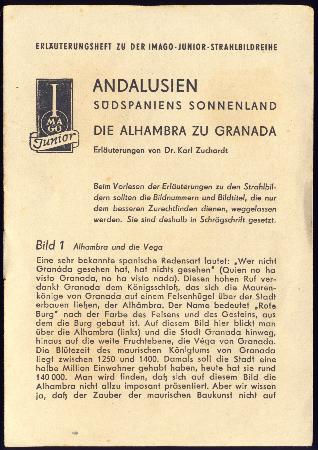 ERLÄUTERUNGSHEFT ZU DER IMAGO-JUNIOR-STRAHLBILDREIHE
I
MA
GO
Junior
ANDALUSIEN
SÜDSPANIENS SONNENLAND
DIE ALHAMBRA ZU GRANADA
Erläuterungen von Dr. Karl Zuchardt
Beim Vorlesen der Erläuterungen zu den Strahlbil-
dern sollten die Bildnummern und Bildtitel, die nur
dem besseren Zurechtfinden dienen, weggelassen
werden. Sie sind deshalb in Schrägschrift gesetzt.
Bild 1 Alhambra und die Vega
Eine sehr bekannte spanische Redensart lautet: „Wer nicht
Granáda gesehen hat, hat nichts gesehen" (Quien no ha
visto Granada, no ha visto nada). Diesen hohen Ruf ver-
dankt Granáda dem Königsschloß, das sich die Mauren-
könige von Granada auf einem Felsenhügel über der Stadt
erbauen ließen, der Alhámbra. Der Name bedeutet „Rote
Burg" nach der Farbe des Felsens und des Gesteins, aus
dem die Burg gebaut ist. Auf diesem Bild hier blickt man
über die Alhambra (links) und die Stadt Granada hinweg,
hinaus auf die weite Fruchtebene, die Véga von Granada.
Die Blütezeit des maurischen Königtums von Granada
liegt zwischen 1250 und 1400. Damals soll die Stadt eine
halbe Million Einwohner gehabt haben, heute hat sie rund
140 000. Man wird finden, daß sich auf diesem Bild die
Alhambra nicht allzu imposant präsentiert. Aber wir wissen
ja, daß der Zauber der maurischen Baukunst nicht auf